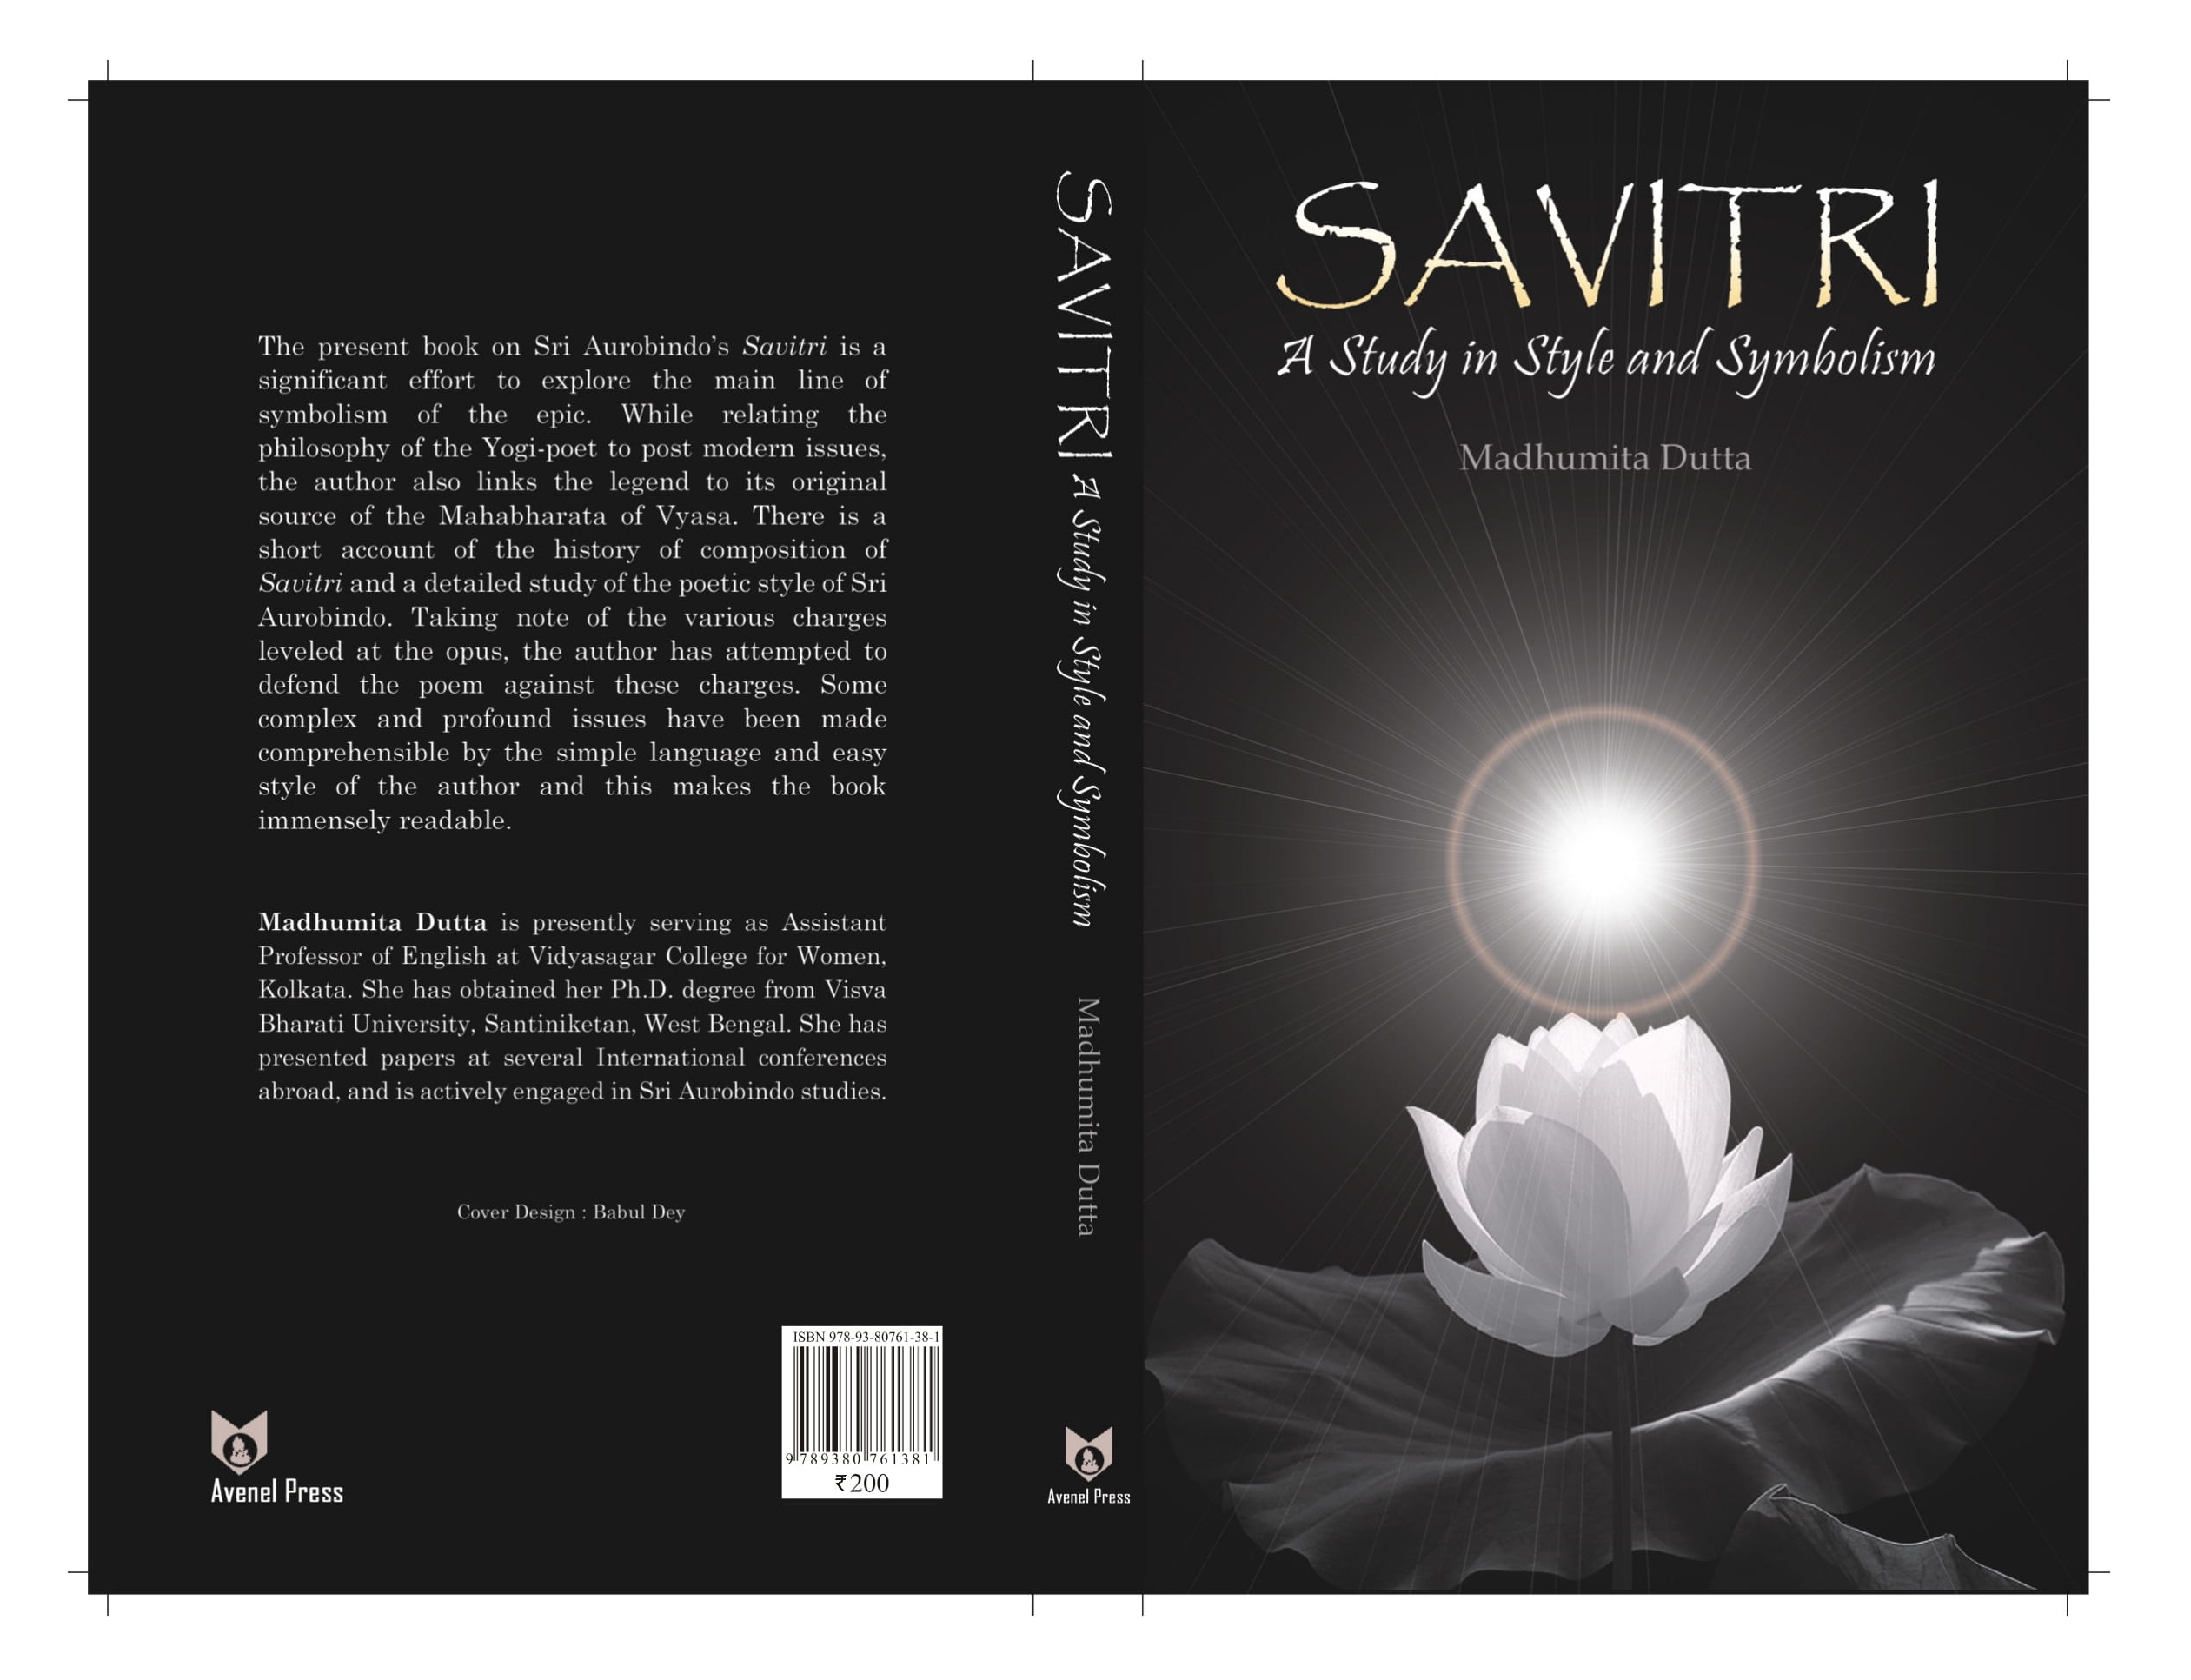 The present book on Sri Aurobindo’s Savitri is a
significant effort to explore the main line of
symbolism of the epic. While relating the
philosophy of the Yogi-poet to post modern issues,
the author also links the legend to its original
source of the Mahabharata of Vyasa. There is a
short account of the history of composition of
Savitri and a detailed study of the poetic style of Sri
Aurobindo. Taking note of the various charges
leveled at the opus, the author has attempted to
defend the poem against these charges. Some
complex and profound issues have been made
comprehensible by the simple language and easy
style of the author and this makes the book
immensely readable.
Madhumita Dutta is presently serving as Assistant
Professor of English at Vidyasagar College for Women,
Kolkata. She has obtained her Ph.D. degree from Visva
Bharati University, Santiniketan, West Bengal. She has
presented papers at several International conferences
abroad, and is actively engaged in Sri Aurobindo studies.
Cover Design : Babul Dey
ISBN 978-93-80761-38-1
9 789380 761381
₹200
Avenel Press
SAVITRI A Study in Style and Symbolism Madhumita Dutta
Avenel Press
SAVITRI
A Study in Style and Symbolism
Madhumita Dutta